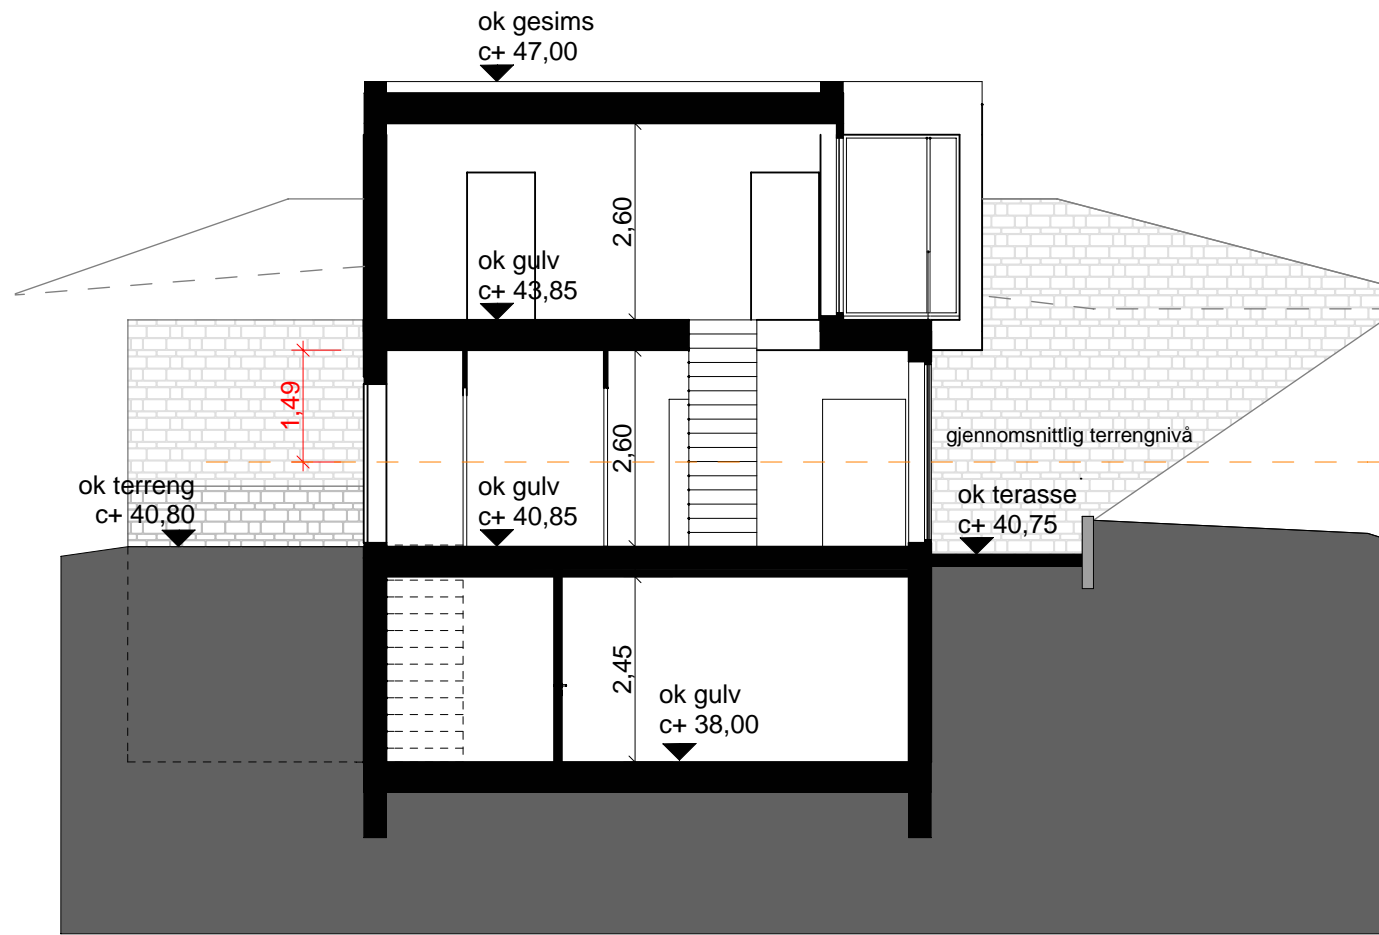 ok gesims
c+ 47,00
2,60
ok gulv
c+ 43,85
1,49
2,60
gjennomsnittlig terrengnivå
ok terreng
c+ 40,80
ok gulv
c+ 40,85
ok terasse
c+ 40,75
2,45
ok gulv
c+ 38,00